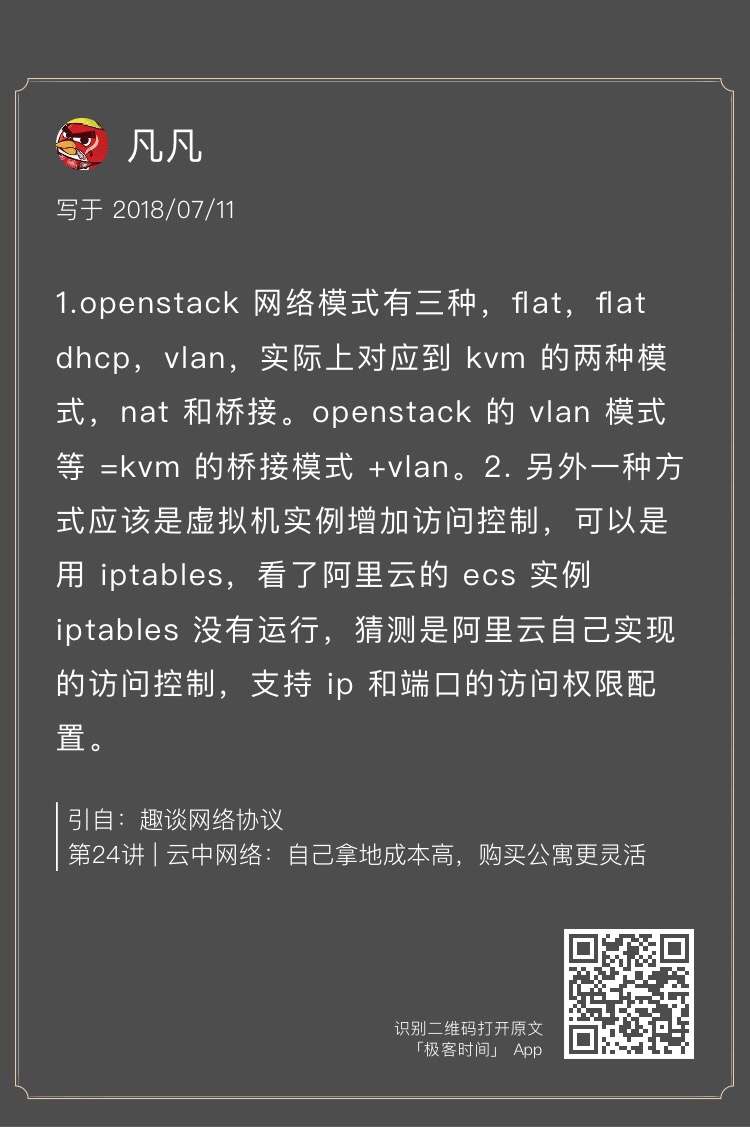 凡凡
写于 2018/07/11
1.openstack 网络模式有三种，flat，flat
dhcp，vlan，实际上对应到 kvm 的两种模
式，nat 和桥接。openstack 的 vlan 模式
等 =kvm 的桥接模式 +vlan。2. 另外一种方
式应该是虚拟机实例增加访问控制，可以是
用 iptables，看了阿里云的 ecs 实例
iptables 没有运行，猜测是阿里云自己实现
的访问控制，支持 ip 和端口的访问权限配
置。
引自：趣谈网络协议
第24讲 | 云中网络：自己拿地成本高，购买公寓更灵活
识别二维码打开原文
「极客时间」 App